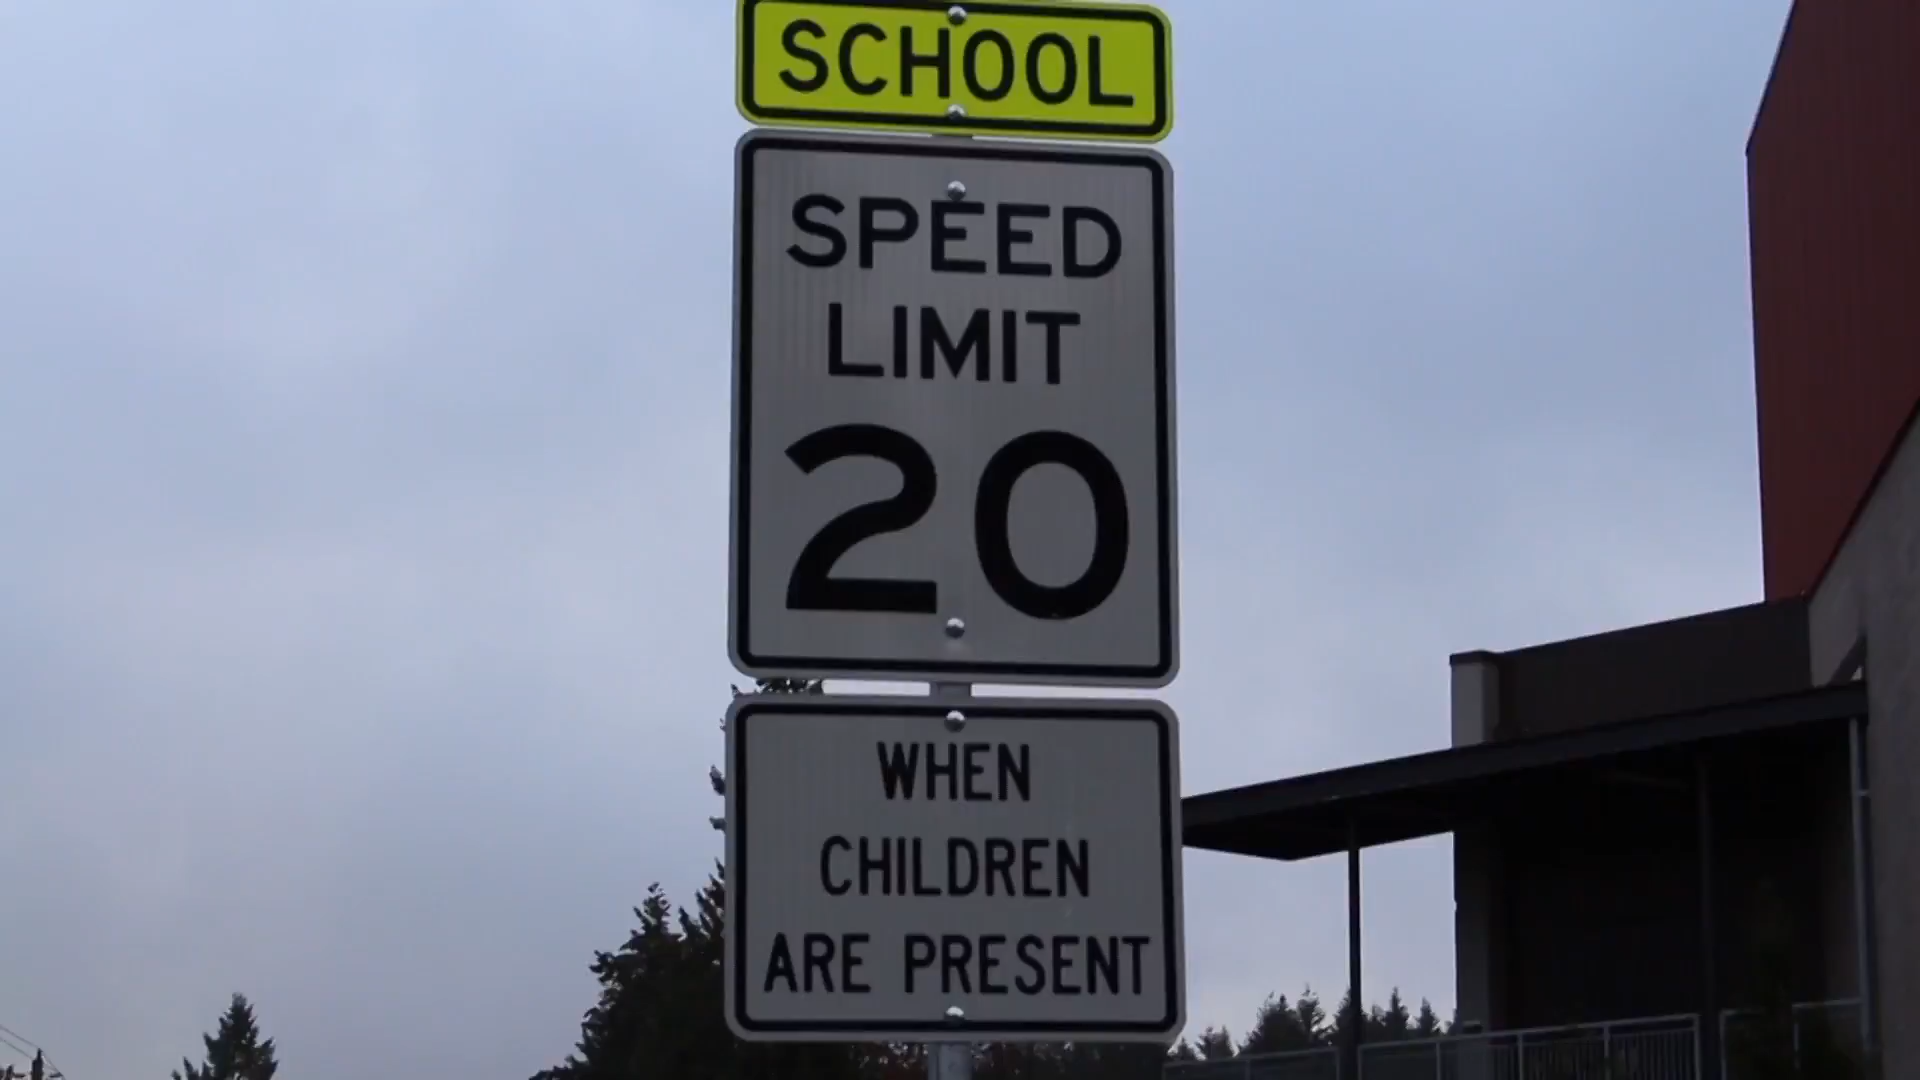 SCHOOL
SPEED
LIMIT
20
WHEN
CHILDREN
ARE PRESENT